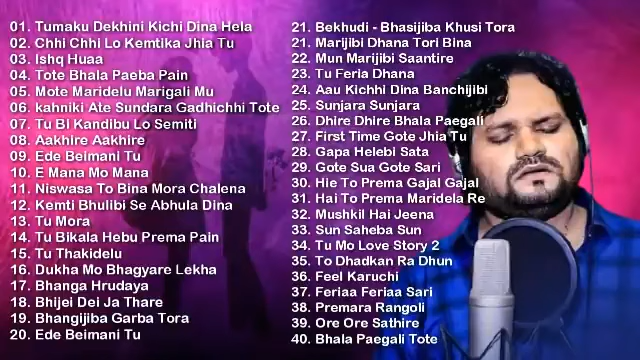 01. Tumaku Dekhini Kichi Dina Hela
02. Chhi Chhi Lo Kemtika Jhia Tu
03. Ishq Huaa
04. Tote Bhala Paeba Pain
05. Mote Maridelu Marigali Mu
06. kahniki Ate Sundara Gadhichhi Tote
07. Tu Bi Kandibu Lo Semiti
08. Aakhire Aakhire
09. Ede Beimani Tu
10. E Mana Mo Mana
11. Niswasa To Bina Mora Chalena
12. Kemti Bhulibi Se Abhula Dina
13. Tu Mora
14. Tu Bikala Hebu Prema Pain
15. Tu Thakidelu
16. Dukha Mo Bhagyare Lekha
17. Bhanga Hrudaya
18. Bhijei Dei Ja Thare
19. Bhangijiba Garba Tora
20. Ede Beimani Tu
21. Bekhudi - Bhasijiba Khusi Tora
21. Marijibi Dhana Tori Bina
22. Mun Marijibi Saantire
23. Tu Feria Dhana
24. Aau Kichhi Dina Banchijibi
25. Sunjara Sunjara
26. Dhire Dhire Bhala Paegali
27. First Time Gote Jhia Tu
28. Gapa Helebi Sata
29. Gote Sua Gote Sari
30. Hie To Prema Gajal Gajal
31. Hai To Prema Maridela Re
32. Mushkil Hai Jeena
33. Sun Saheba Sun
34. Tu Mo Love Story 2
35. To Dhadkan Ra Dhun
36. Feel Karuchi
37. Feriaa Feriaa Sari
38. Premara Rangoli
39. Ore Ore Sathire
40. Bhala Paegali Tote